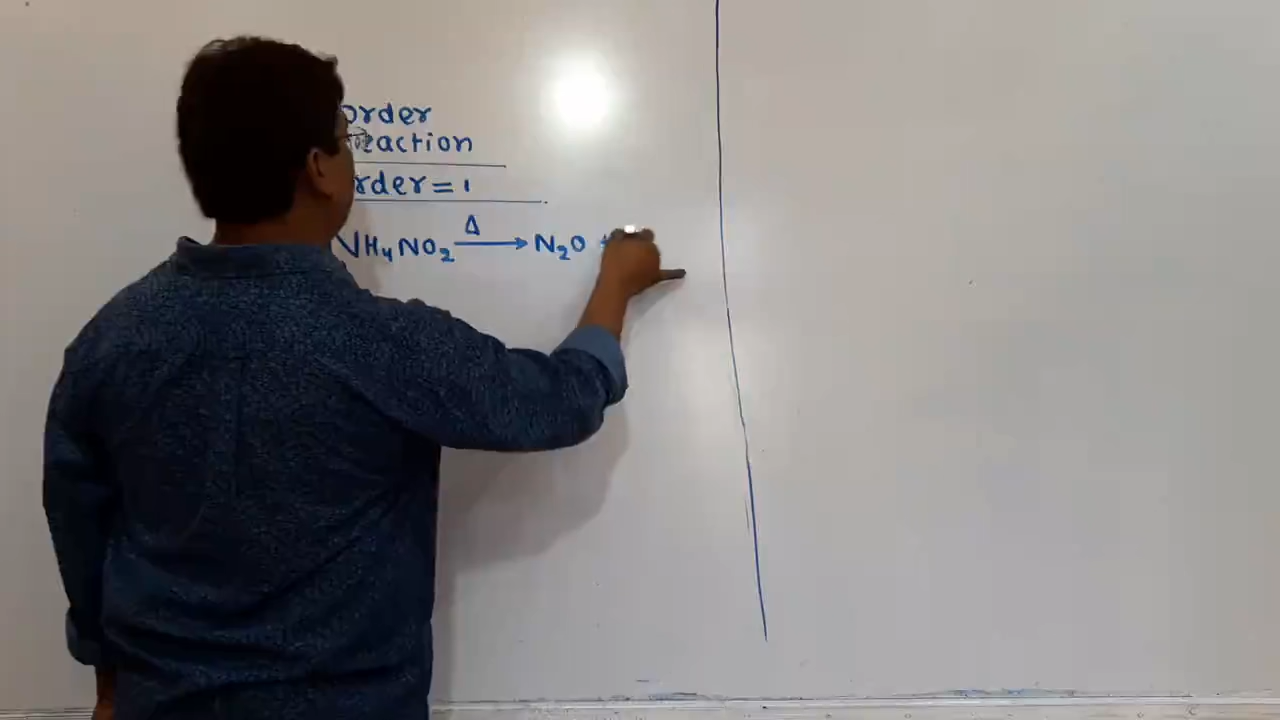 order
reaction
rder = 1
NH₄NO₂ —Δ→ N₂O +